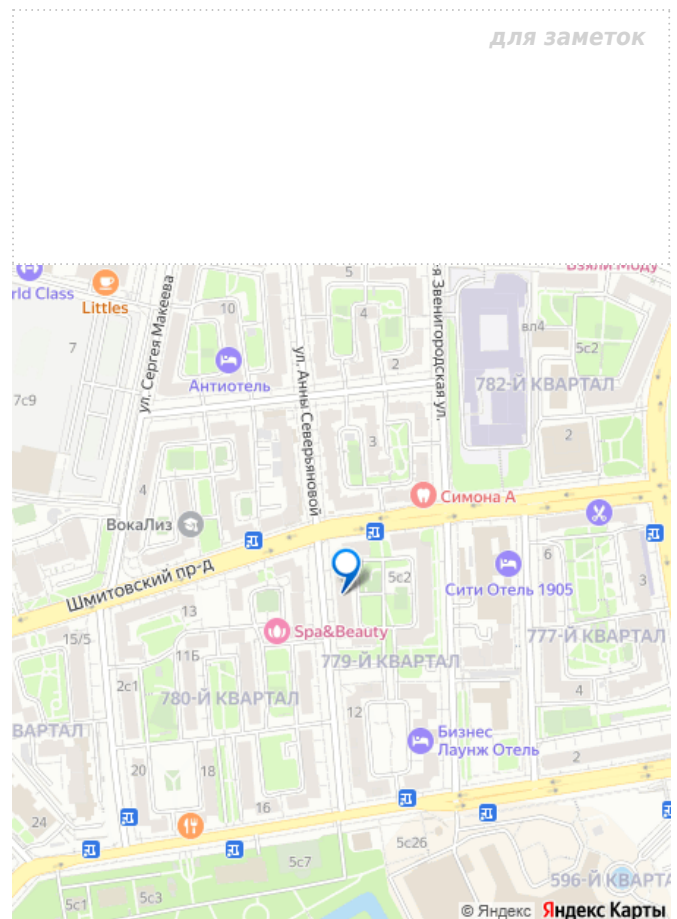 для заметок
Взяли Моду
rld Class
Littles
ул. Сергея Макеева
10
5
4
-я Звенигородская ул.
вл4
5с2
7
Антиотель
ул. Анны Северьяновой
2
782-Й КВАРТАЛ
7с9
3
2
4
Симона А
ВокаЛиз
Шмитовский пр-д
5с2
Сити Отель 1905
6
3
13
15/5
Spa&Beauty
777-Й КВАРТАЛ
11Б
779-Й КВАРТАЛ
2с1
780-Й КВАРТАЛ
4
12
ВАРТАЛ
Бизнес
Лаунж Отель
2
20
18
16
24
5с26
5с7
596-Й КВАРТА
5с1
5с3
© Яндекс Яндекс Карты